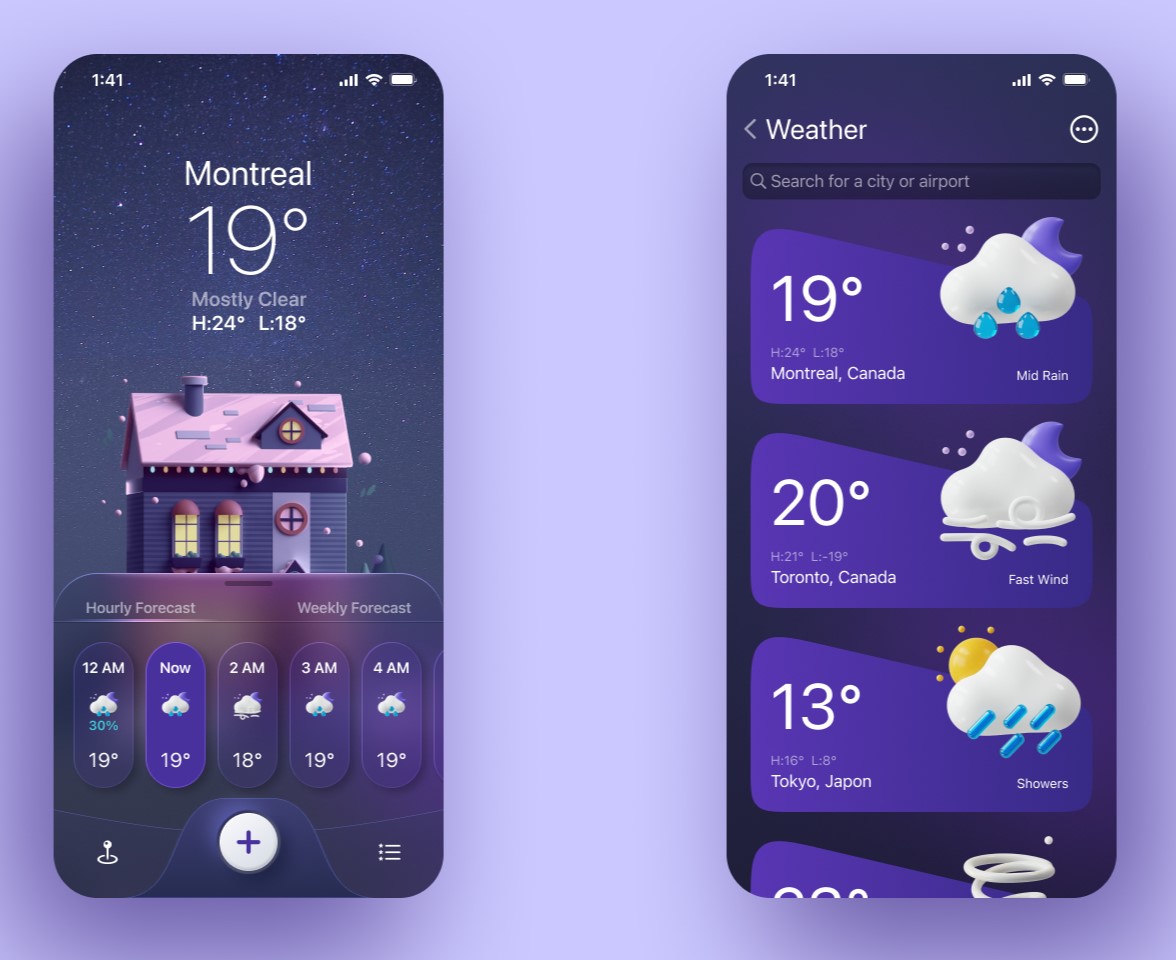 1:41
Montreal
19°
Mostly Clear
H:24° L:18°
Hourly Forecast Weekly Forecast
12 AM Now 2 AM 3 AM 4 AM
30%
19° 19° 18° 19° 19°
1:41
Weather
Search for a city or airport
19°
H:24° L:18°
Montreal, Canada Mid Rain
20°
H:21° L:-19°
Toronto, Canada Fast Wind
13°
H:16° L:8°
Tokyo, Japon Showers